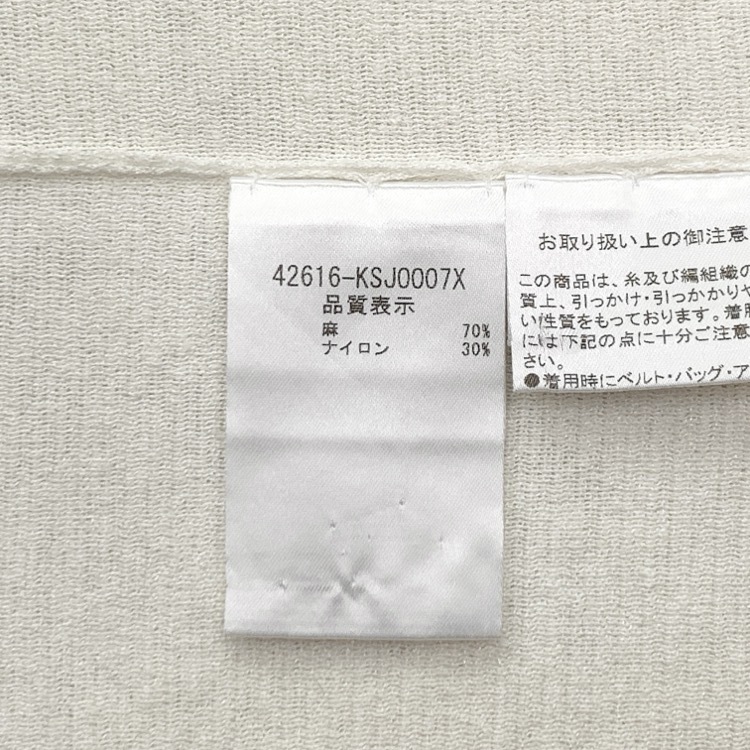 42616-KSJ0007X
品質表示
麻 70%
ナイロン 30%
お取り扱い上の御注意
この商品は、糸及び編組織の
質上、引っかけ・引っかかりや
い性質をもっております。着用
には下記の点に十分ご注意
さい。
●着用時にベルト・バッグ・ア